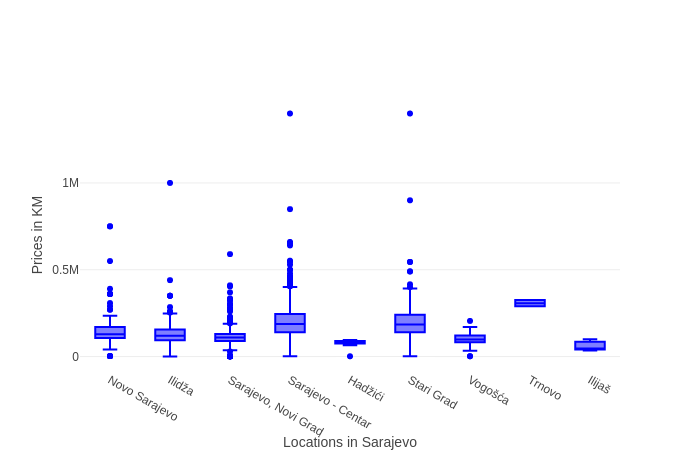 1M
0.5M
0
Prices in KM
Novo Sarajevo
Ilidža
Sarajevo, Novi Grad
Sarajevo - Centar
Hadžići
Stari Grad
Vogošća
Trnovo
Ilijaš
Locations in Sarajevo